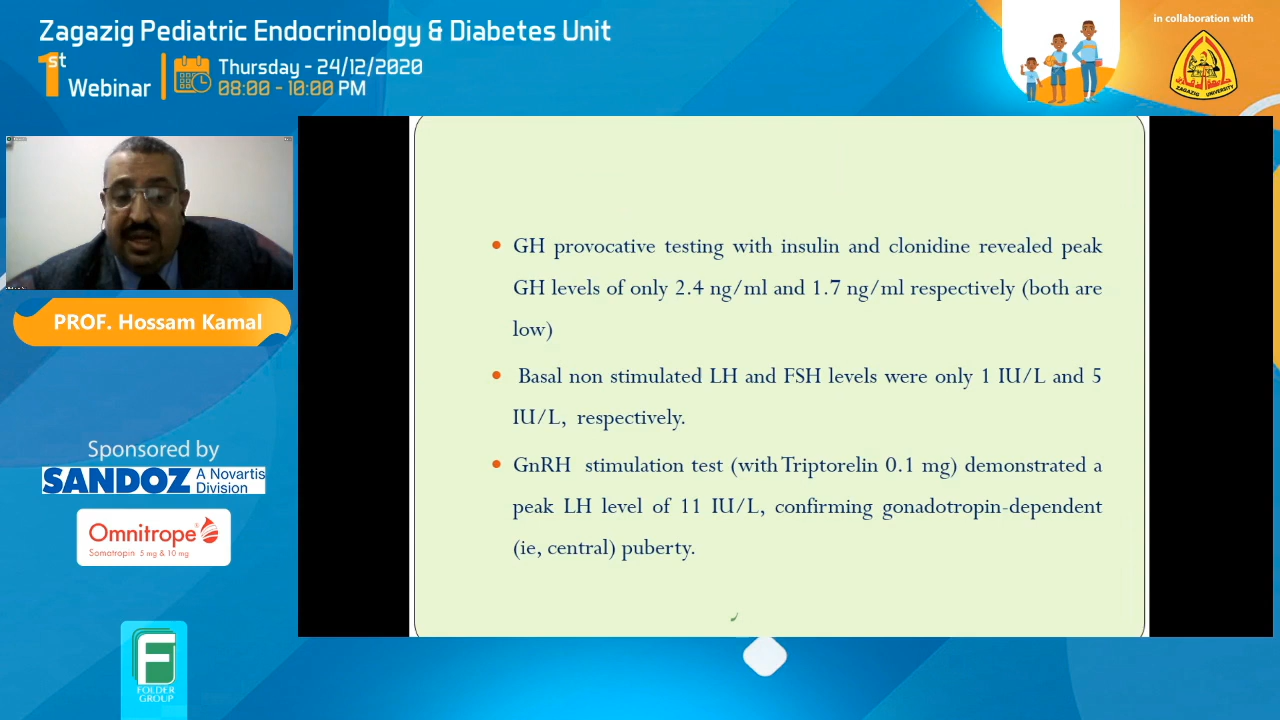 Zagazig Pediatric Endocrinology & Diabetes Unit
1st Webinar
Thursday - 24/12/2020
08:00 - 10:00 PM
in collaboration with
ZAGAZIG UNIVERSITY
PROF. Hossam Kamal
Sponsored by
SANDOZ A Novartis
Division
Omnitrope®
Somatropin 5 mg & 10 mg
FOLDER
GROUP
• GH provocative testing with insulin and clonidine revealed peak
GH levels of only 2.4 ng/ml and 1.7 ng/ml respectively (both are
low)
• Basal non stimulated LH and FSH levels were only 1 IU/L and 5
IU/L, respectively.
• GnRH stimulation test (with Triptorelin 0.1 mg) demonstrated a
peak LH level of 11 IU/L, confirming gonadotropin-dependent
(ie, central) puberty.